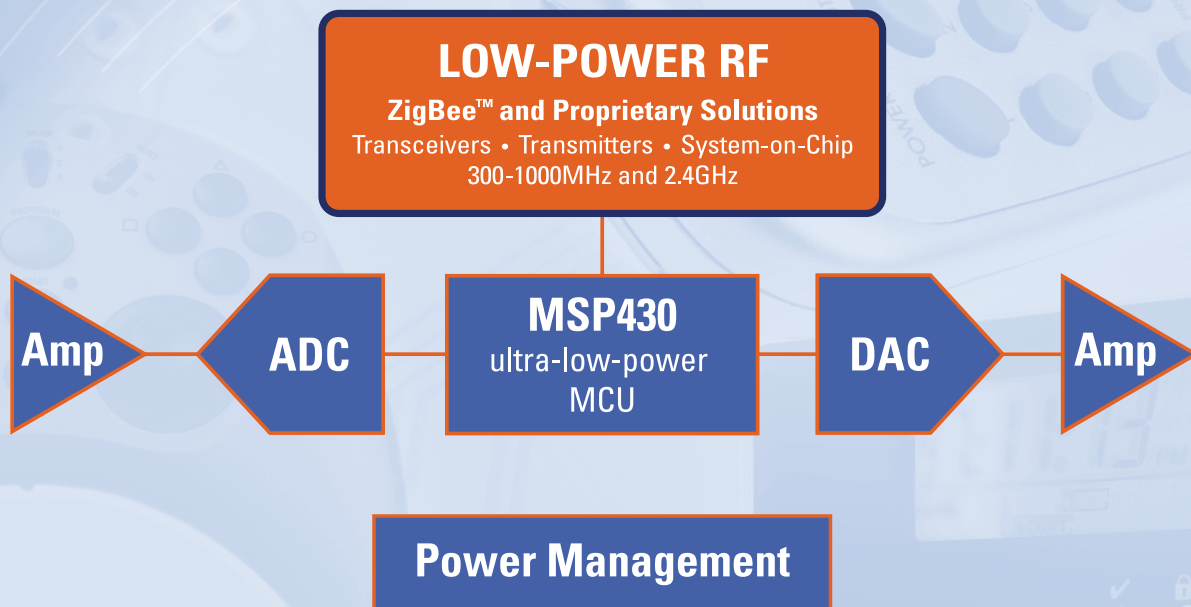 LOW-POWER RF
ZigBee™ and Proprietary Solutions
Transceivers • Transmitters • System-on-Chip
300-1000MHz and 2.4GHz
POWER
Amp
ADC
MSP430
ultra-low-power
MCU
DAC
Amp
Power Management